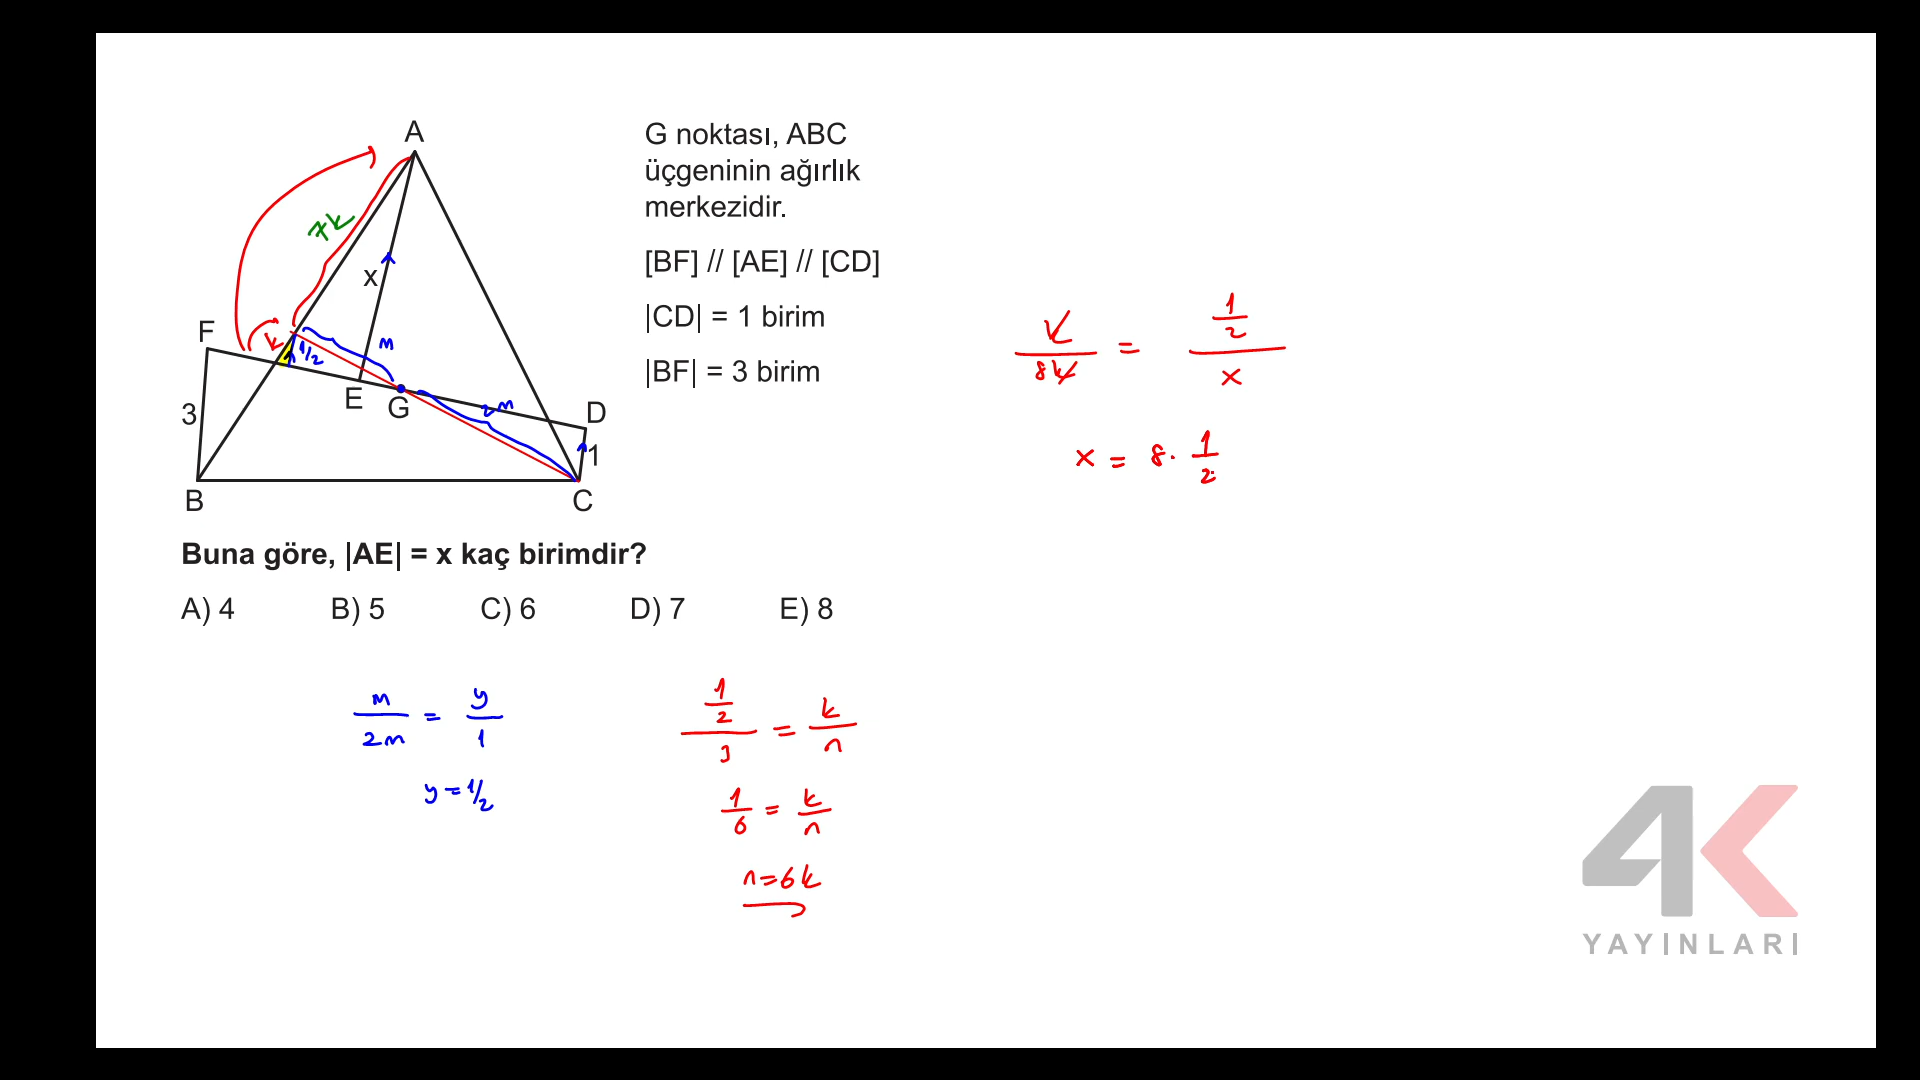 A
G noktası, ABC
üçgeninin ağırlık
merkezidir.
7k
[BF] // [AE] // [CD]
x
|CD| = 1 birim
F
k
1/2
m
|BF| = 3 birim
k/8k = 1/2/x
E
G
2m
D
3
1
x = 8 . 1/2
B
C
Buna göre, |AE| = x kaç birimdir?
A) 4 B) 5 C) 6 D) 7 E) 8
m/2m = y/1
y = 1/2
1/2/3 = k/n
1/6 = k/n
n=6k
4K
YAYINLARI